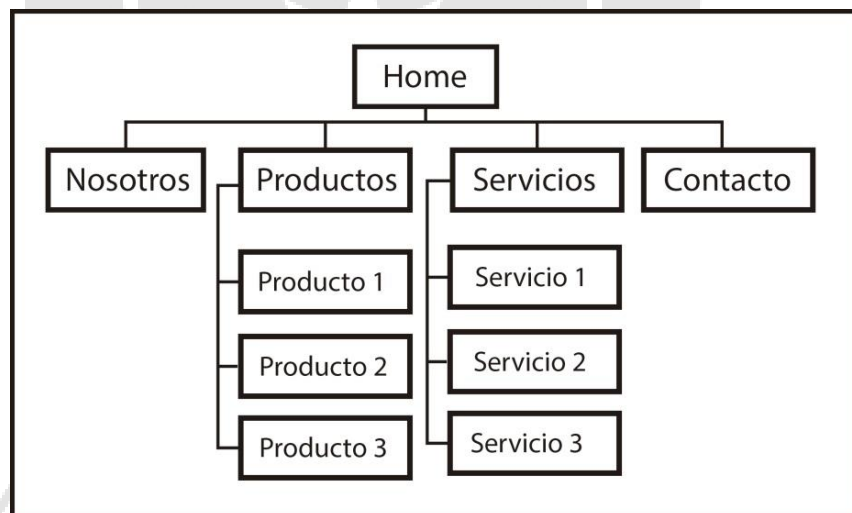 Home
Nosotros
Productos
Servicios
Contacto
Producto 1
Producto 2
Producto 3
Servicio 1
Servicio 2
Servicio 3